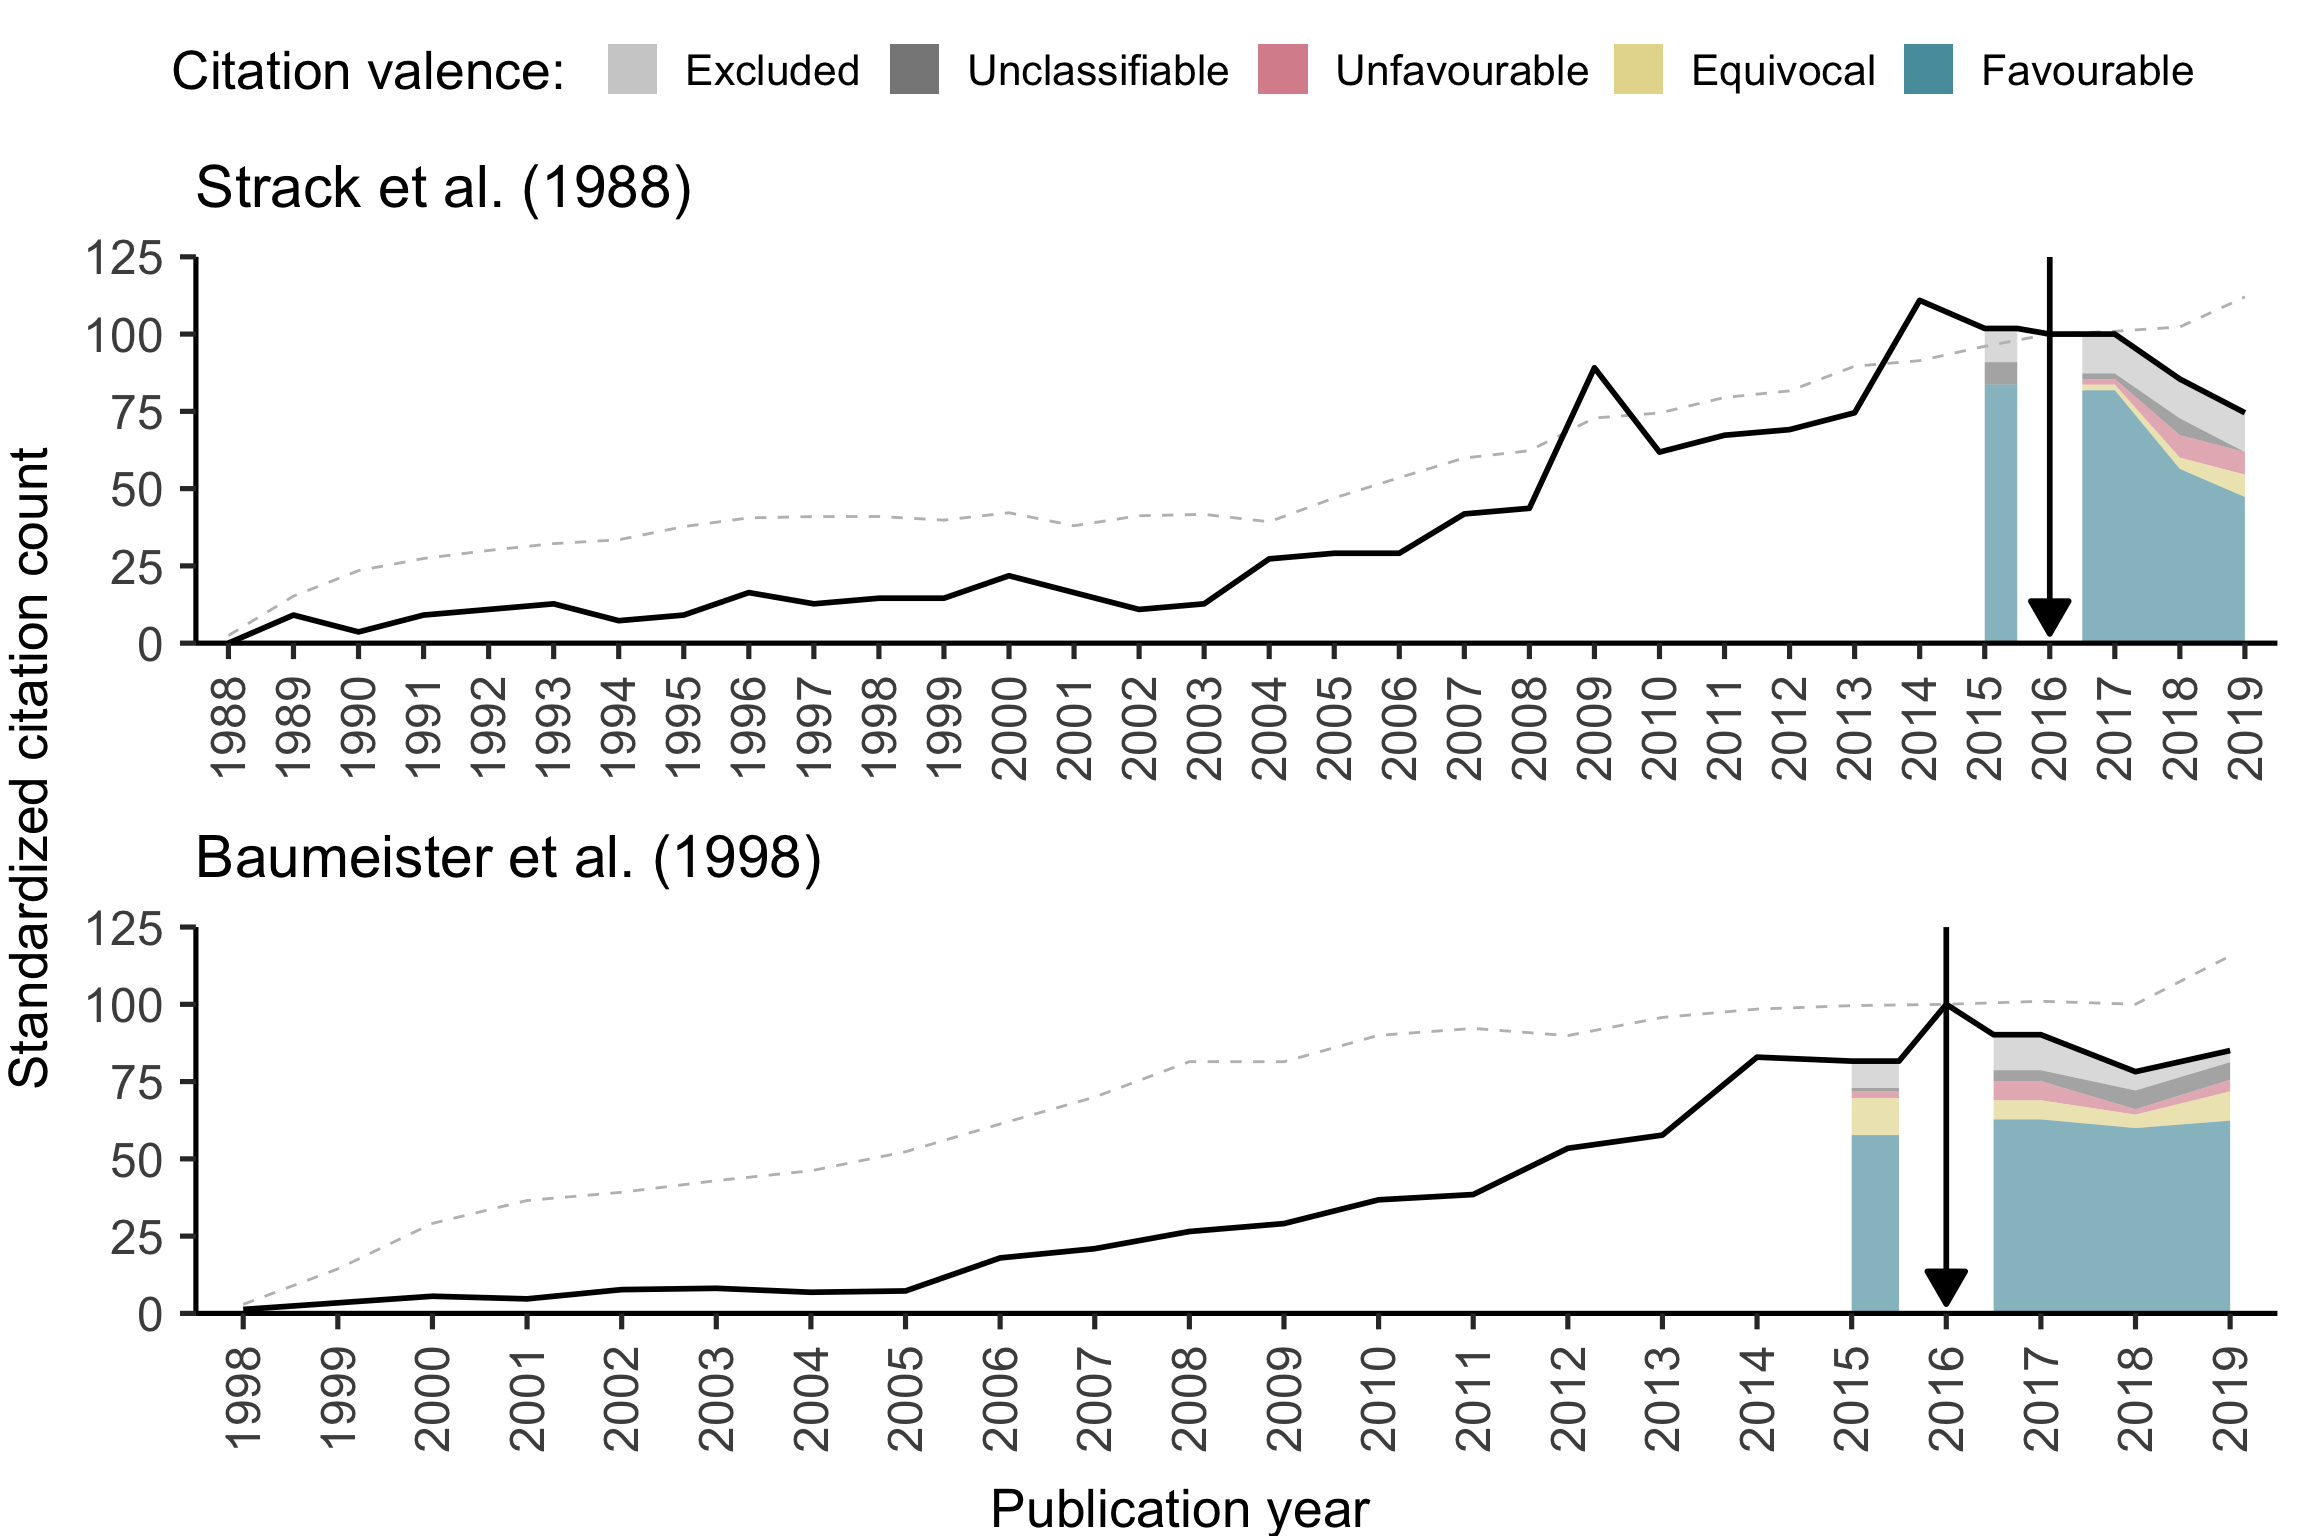 Citation valence: Excluded Unclassifiable Unfavourable Equivocal Favourable
Standardized citation count
Strack et al. (1988)
125
100
75
50
25
0
1988 1989 1990 1991 1992 1993 1994 1995 1996 1997 1998 1999 2000 2001 2002 2003 2004 2005 2006 2007 2008 2009 2010 2011 2012 2013 2014 2015 2016 2017 2018 2019
Baumeister et al. (1998)
125
100
75
50
25
0
1998 1999 2000 2001 2002 2003 2004 2005 2006 2007 2008 2009 2010 2011 2012 2013 2014 2015 2016 2017 2018 2019
Publication year